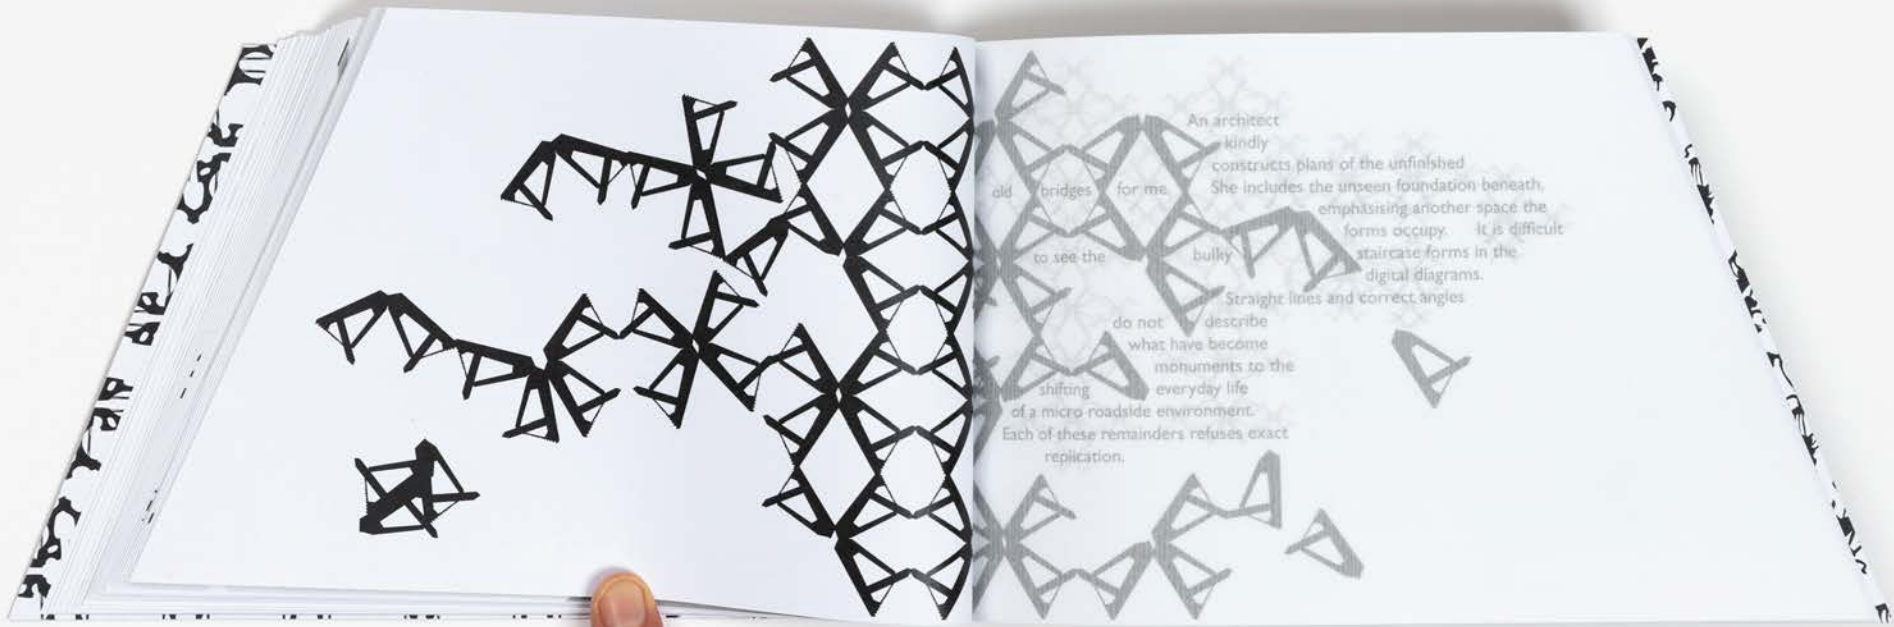 An architect
kindly
constructs plans of the unfinished
old bridges for me. She includes the unseen foundation beneath,
emphasising another space the
forms occupy. It is difficult
to see the bulky staircase forms in the
digital diagrams.
Straight lines and correct angles
do not describe
what have become
monuments to the
shifting everyday life
of a micro roadside environment.
Each of these remainders refuses exact
replication.